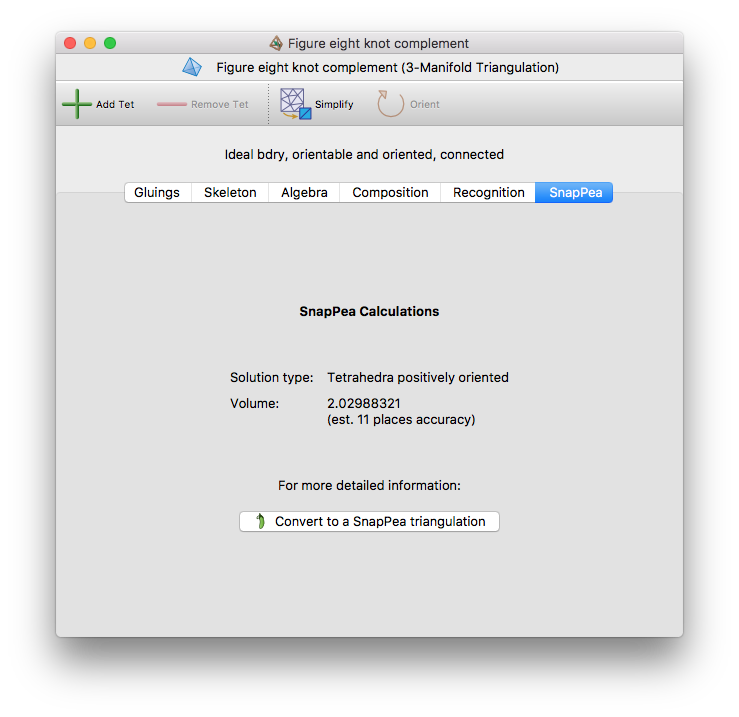 Figure eight knot complement
Figure eight knot complement (3-Manifold Triangulation)
Add Tet Remove Tet Simplify Orient
Ideal bdry, orientable and oriented, connected
Gluings Skeleton Algebra Composition Recognition SnapPea
SnapPea Calculations
Solution type: Tetrahedra positively oriented
Volume: 2.02988321
(est. 11 places accuracy)
For more detailed information:
Convert to a SnapPea triangulation